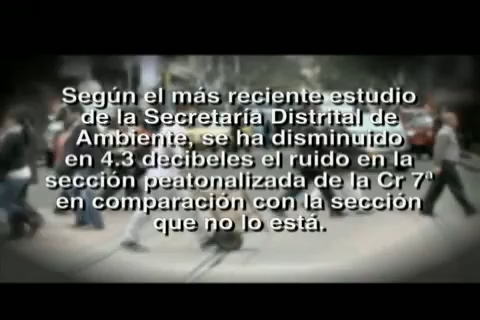 Según el más reciente estudio
de la Secretaría Distrital de
Ambiente, se ha disminuido
en 4.3 decibeles el ruido en la
sección peatonalizada de la Cr 7ª
en comparación con la sección
que no lo está.